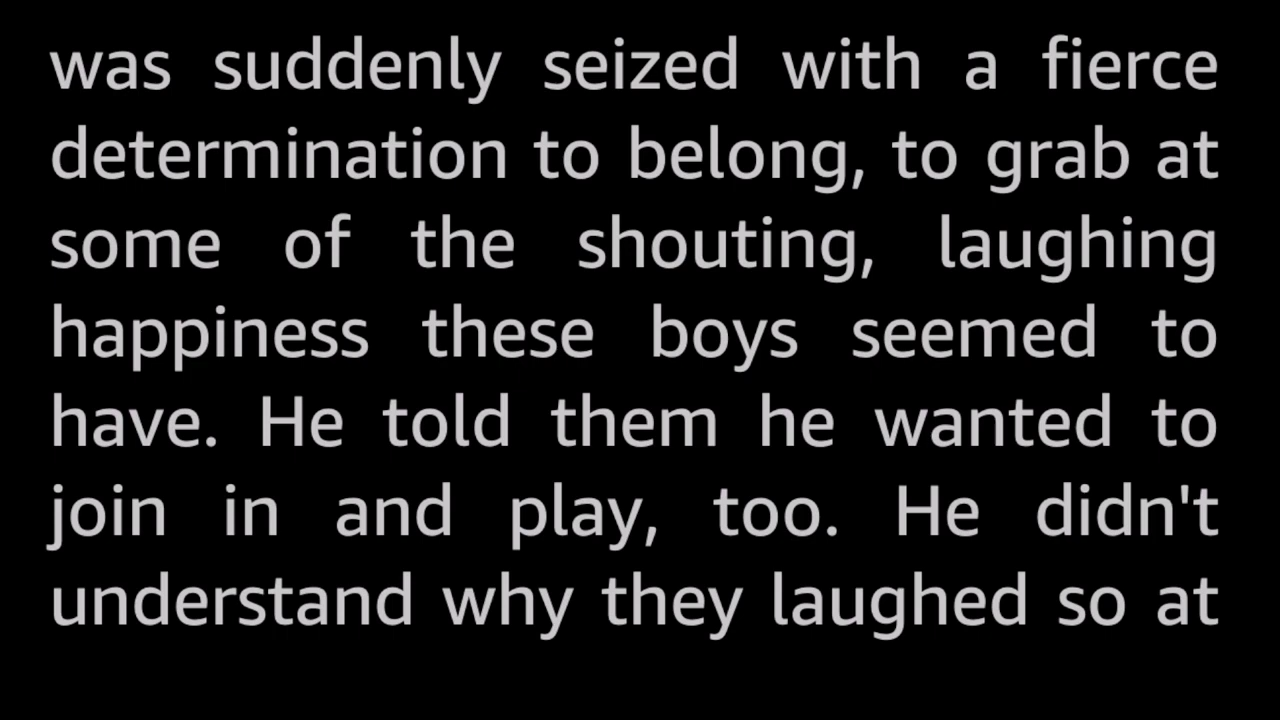 was suddenly seized with a fierce
determination to belong, to grab at
some of the shouting, laughing
happiness these boys seemed to
have. He told them he wanted to
join in and play, too. He didn't
understand why they laughed so at